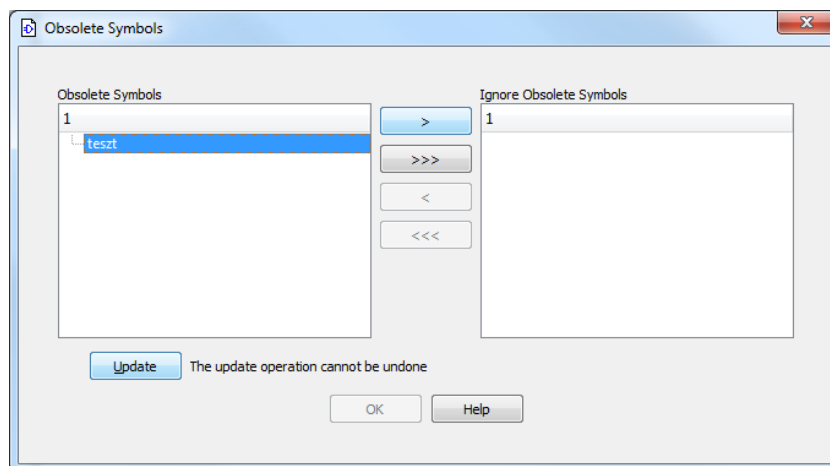 Obsolete Symbols
Obsolete Symbols
Ignore Obsolete Symbols
1
>
1
teszt
>>>
<
<<<
Update The update operation cannot be undone
OK Help